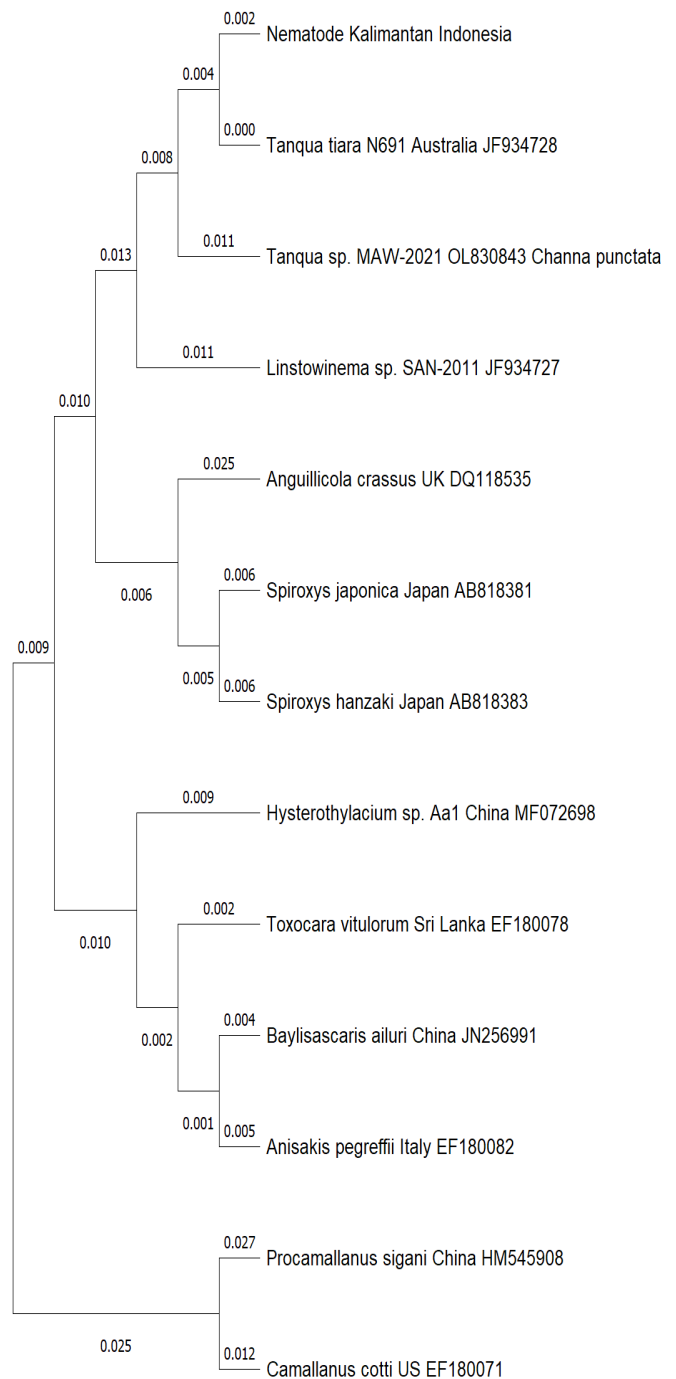 0.002
Nematode Kalimantan Indonesia
0.004
0.000
Tanqua tiara N691 Australia JF934728
0.008
0.011
Tanqua sp. MAW-2021 OL830843 Channa punctata
0.013
0.011
Linstowinema sp. SAN-2011 JF934727
0.010
0.025
Anguillicola crassus UK DQ118535
0.006
0.006
Spiroxys japonica Japan AB818381
0.005
0.006
Spiroxys hanzaki Japan AB818383
0.009
0.009
Hysterothylacium sp. Aa1 China MF072698
0.010
0.002
Toxocara vitulorum Sri Lanka EF180078
0.002
0.004
Baylisascaris ailuri China JN256991
0.001
0.005
Anisakis pegreffii Italy EF180082
0.027
Procamallanus sigani China HM545908
0.025
0.012
Camallanus cotti US EF180071